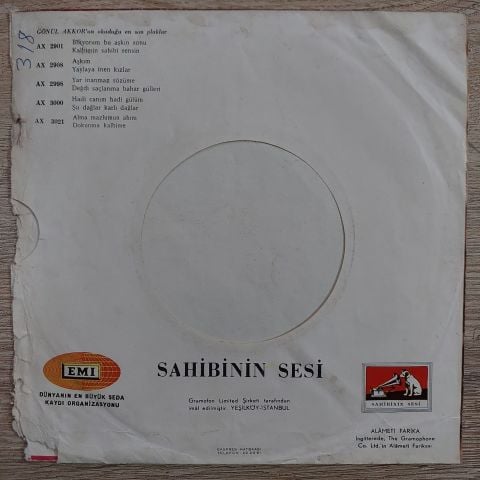 318
GÖNÜL AKKOR'un okuduğu en son plaklar
AX 2901 Biliyorum bu aşkın sonu
Kalbimin sahibi sensin
AX 2908 Aşkım
Yaylaya inen kızlar
AX 2998 Yar inanmaz sözüme
Değdi saçlarıma bahar gülleri
AX 3000 Hadi canım hadi gülüm
Şu dağlar karlı dağlar
AX 3021 Alma mazlumun ahını
Dokunma kalbime
EMI
DÜNYANIN EN BÜYÜK SEDA
KAYDI ORGANİZASYONU
SAHİBİNİN SESİ
Gramofon Limited Şirketi tarafından
imal edilmiştir. YEŞİLKÖY-İSTANBUL
SAHİBİNİN SESİ
ALÂMETİ FARİKA
İngilterede, The Gramophone
Co. Ltd.'in Alâmeti Farikası